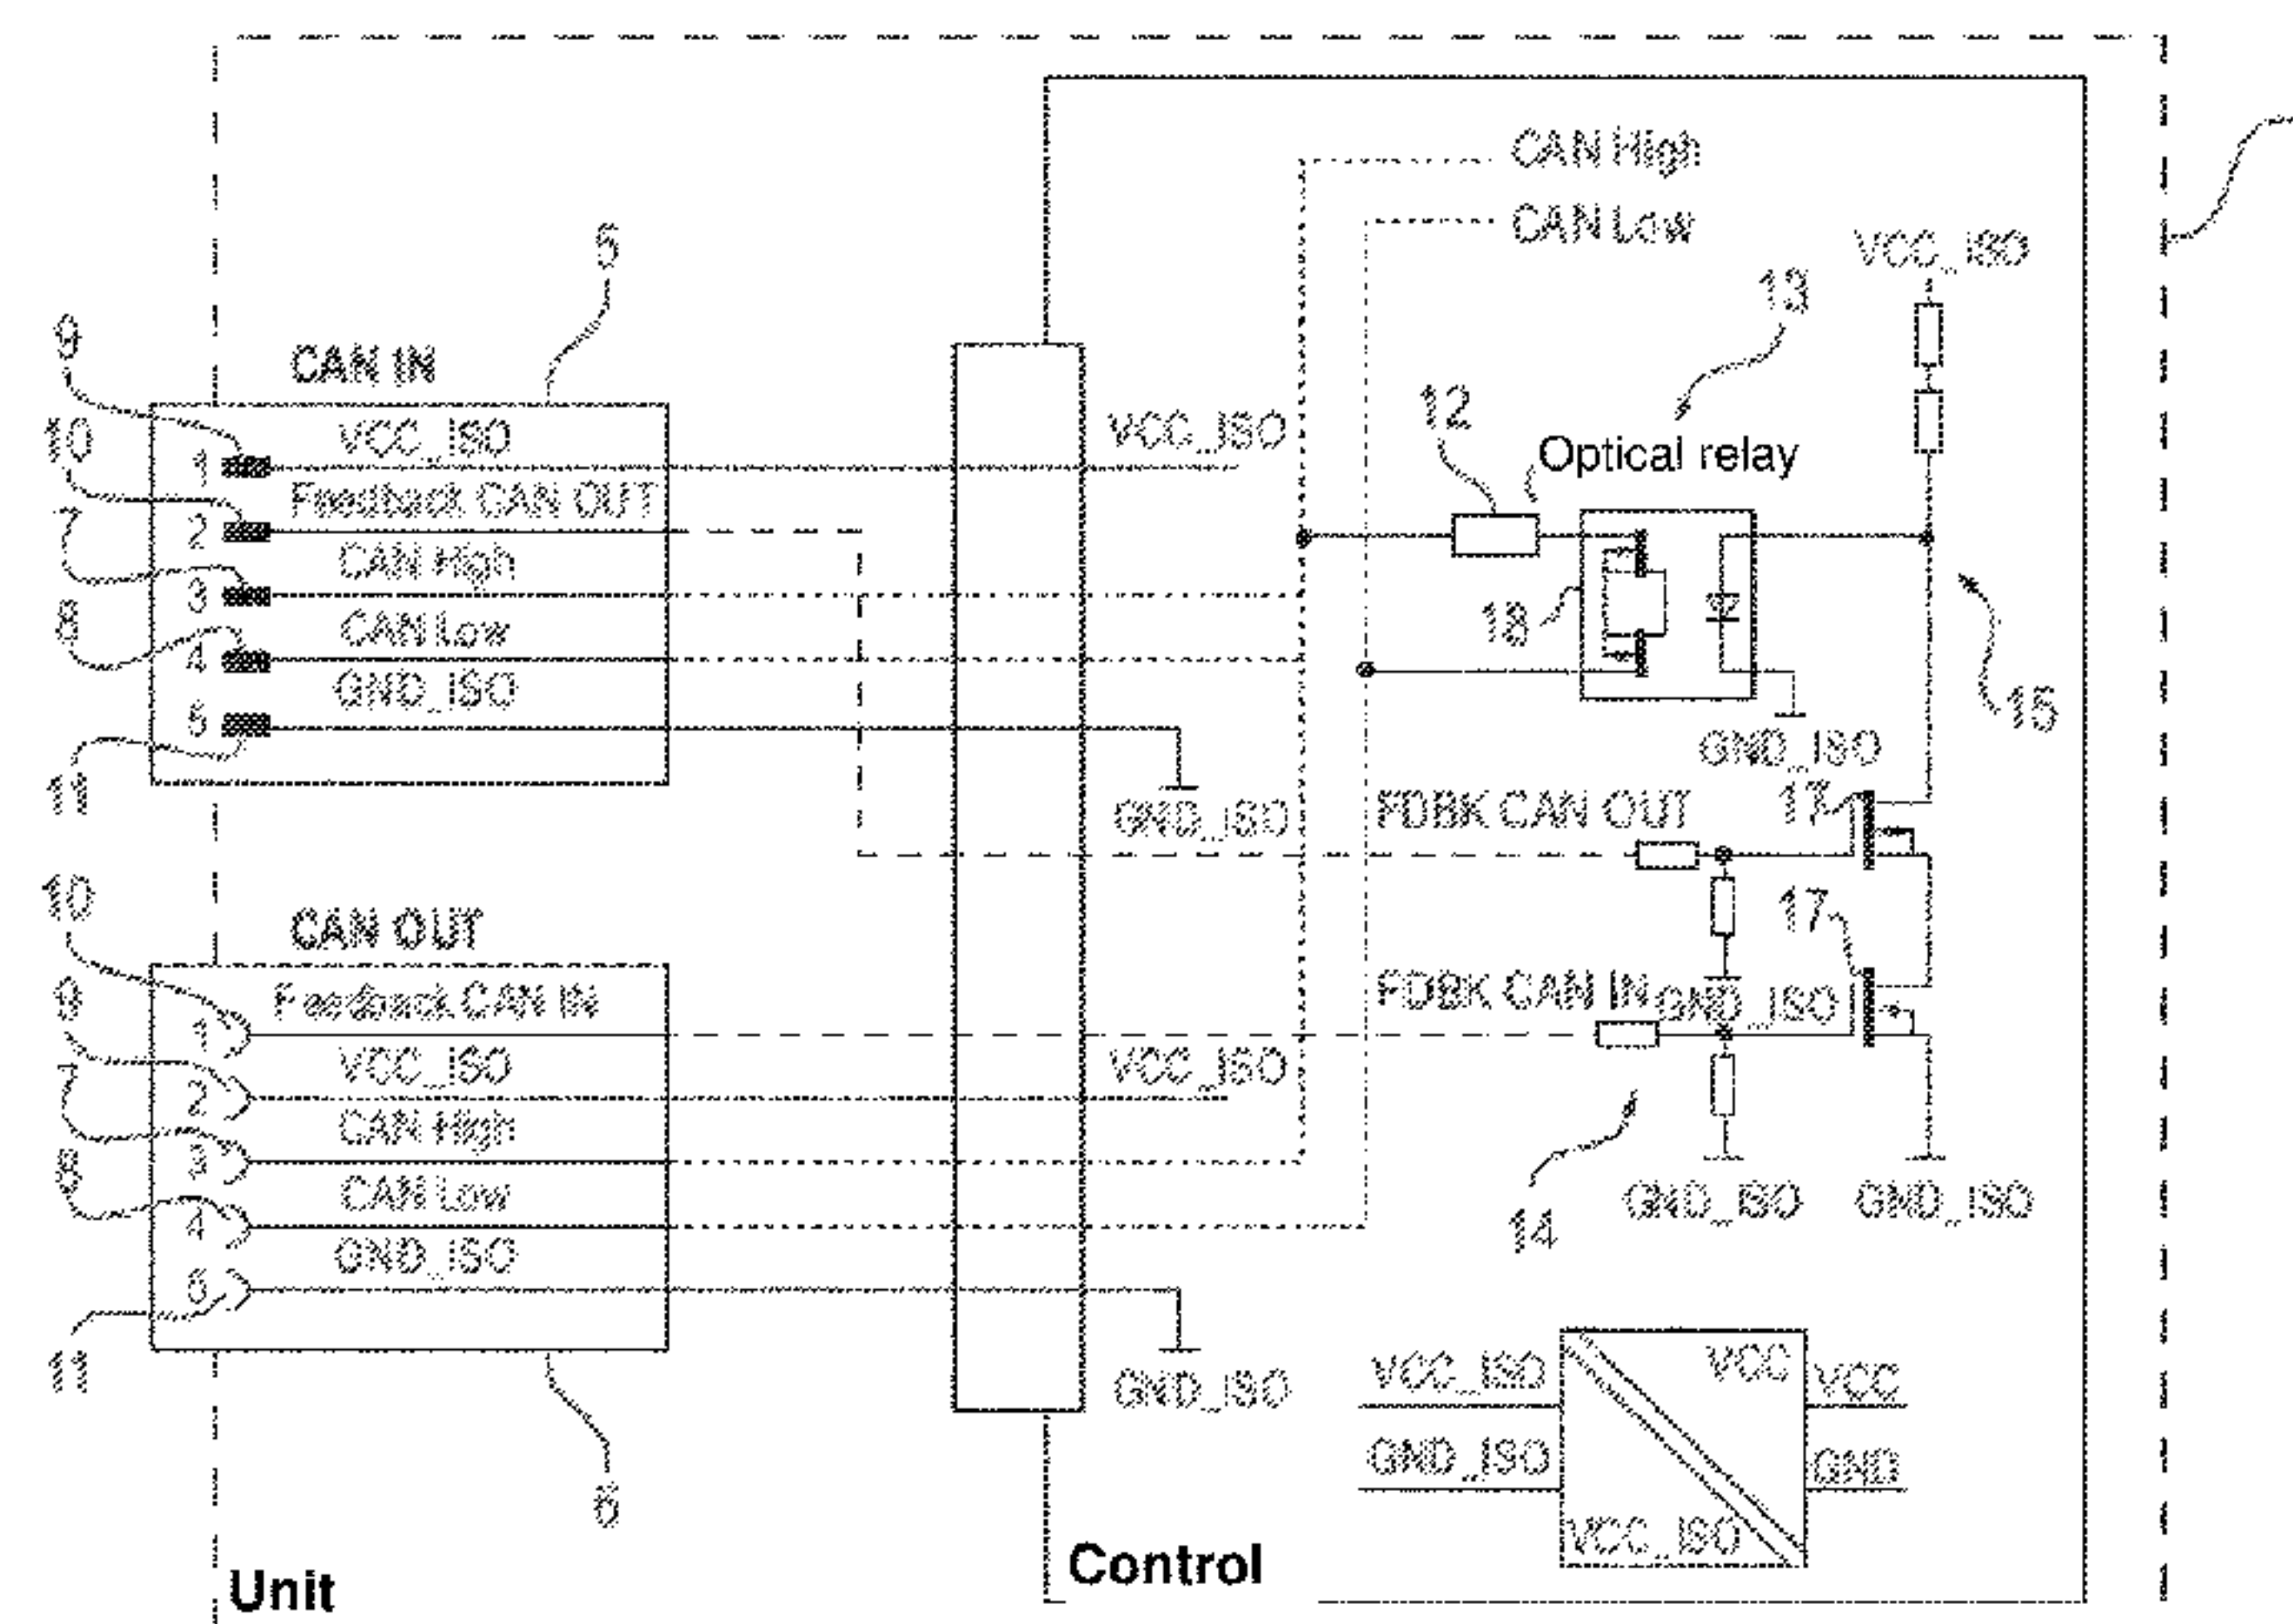 CAN High
CAN Low
VCC_ISO
13
5
9
CAN IN
12
Optical relay
10
VCC_ISO
VCC_ISO
1
Feedback CAN OUT
7
2
CAN High
3
8
CAN Low
18
4
GND_ISO
15
5
GND_ISO
11
GND_ISO
FDBK CAN OUT
17
10
CAN OUT
17
9
Feedback CAN IN
FDBK CAN IN
GND_ISO
1
VCC_ISO
VCC_ISO
7
2
CAN High
3
8
CAN Low
4
GND_ISO
14
GND_ISO
GND_ISO
5
11
GND_ISO
VCC_ISO
VCC
VCC
GND_ISO
GND
6
VCC_ISO
Unit
Control